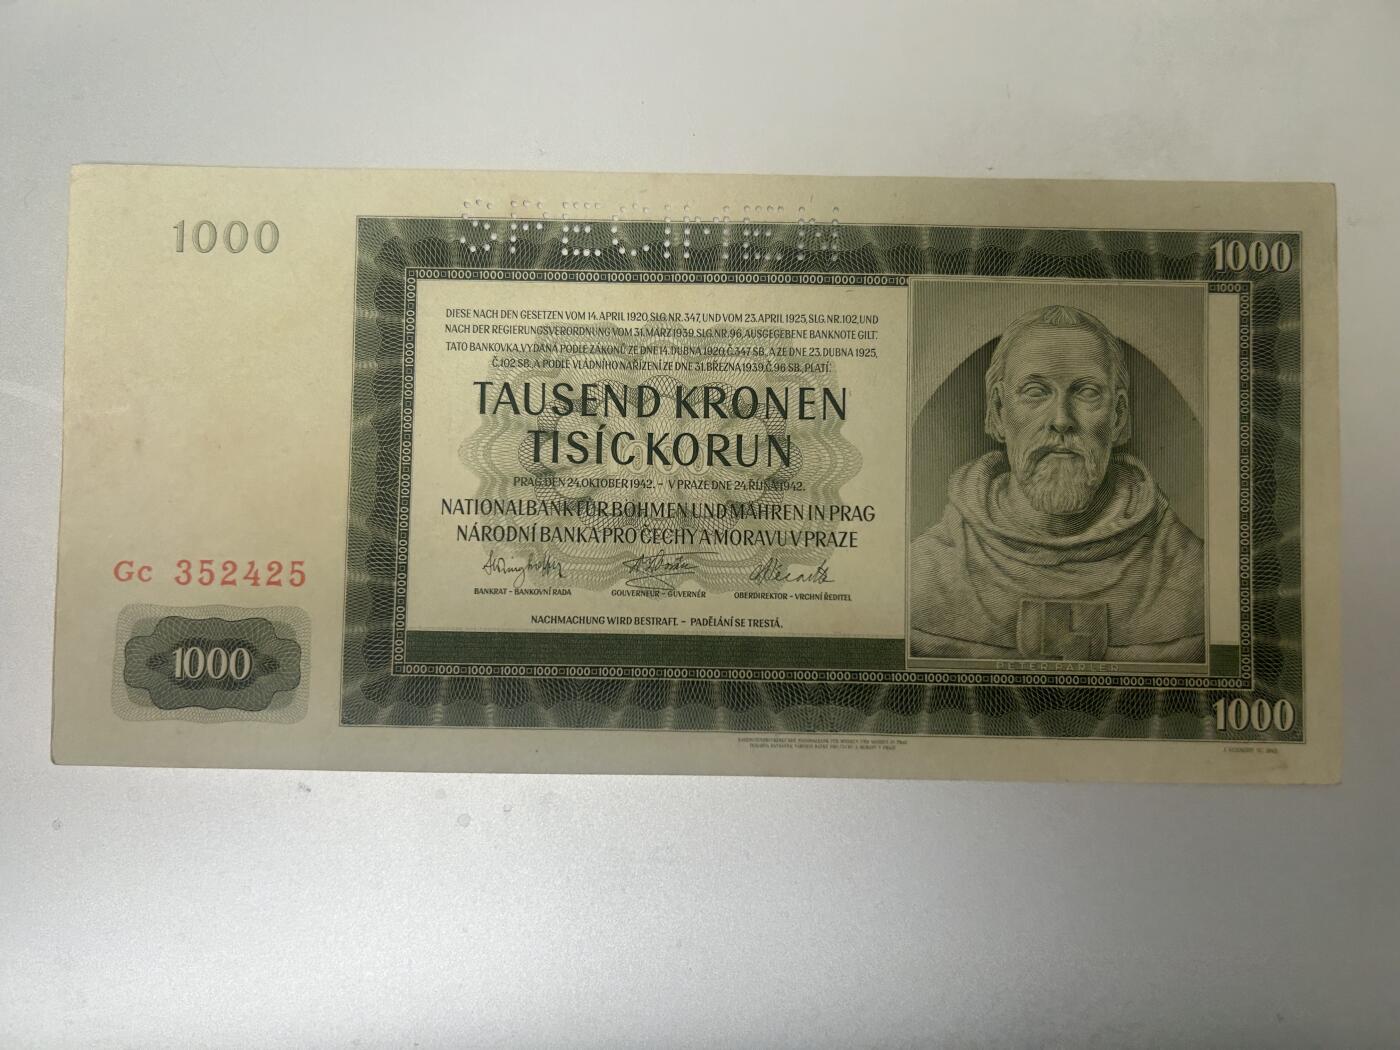 SPECIMEN
1000
1000
DIESE NACH DEN GESETZEN VOM 14. APRIL 1920, SLG. NR. 347, UND VOM 23. APRIL 1925, SLG. NR. 102, UND
NACH DER REGIERUNGSVERORDNUNG VOM 31. MÄRZ 1939, SLG. NR. 96, AUSGEGEBENE BANKNOTE GILT:
TATO BANKOVKA, VYDANÁ PODLE ZÁKONŮ ZE DNE 14. DUBNA 1920, Č. 347 SB., A ZE DNE 23. DUBNA 1925,
Č. 102 SB., A PODLE VLÁDNÍHO NAŘÍZENÍ ZE DNE 31. BŘEZNA 1939, Č. 96 SB., PLATÍ:
TAUSEND KRONEN
TISÍC KORUN
PRAG, DEN 24. OKTOBER 1942. – V PRAZE DNE 24. ŘÍJNA 1942.
NATIONALBANK FÜR BÖHMEN UND MÄHREN IN PRAG
NÁRODNÍ BANKA PRO ČECHY A MORAVU V PRAZE
BANKRAT – BANKOVNÍ RADA
GOUVERNEUR – GUVERNÉR
OBERDIREKTOR – VRCHNÍ ŘEDITEL
NACHMACHUNG WIRD BESTRAFT. – PADĚLÁNÍ SE TRESTÁ.
Gc 352425
1000
PETER PARLER
1000